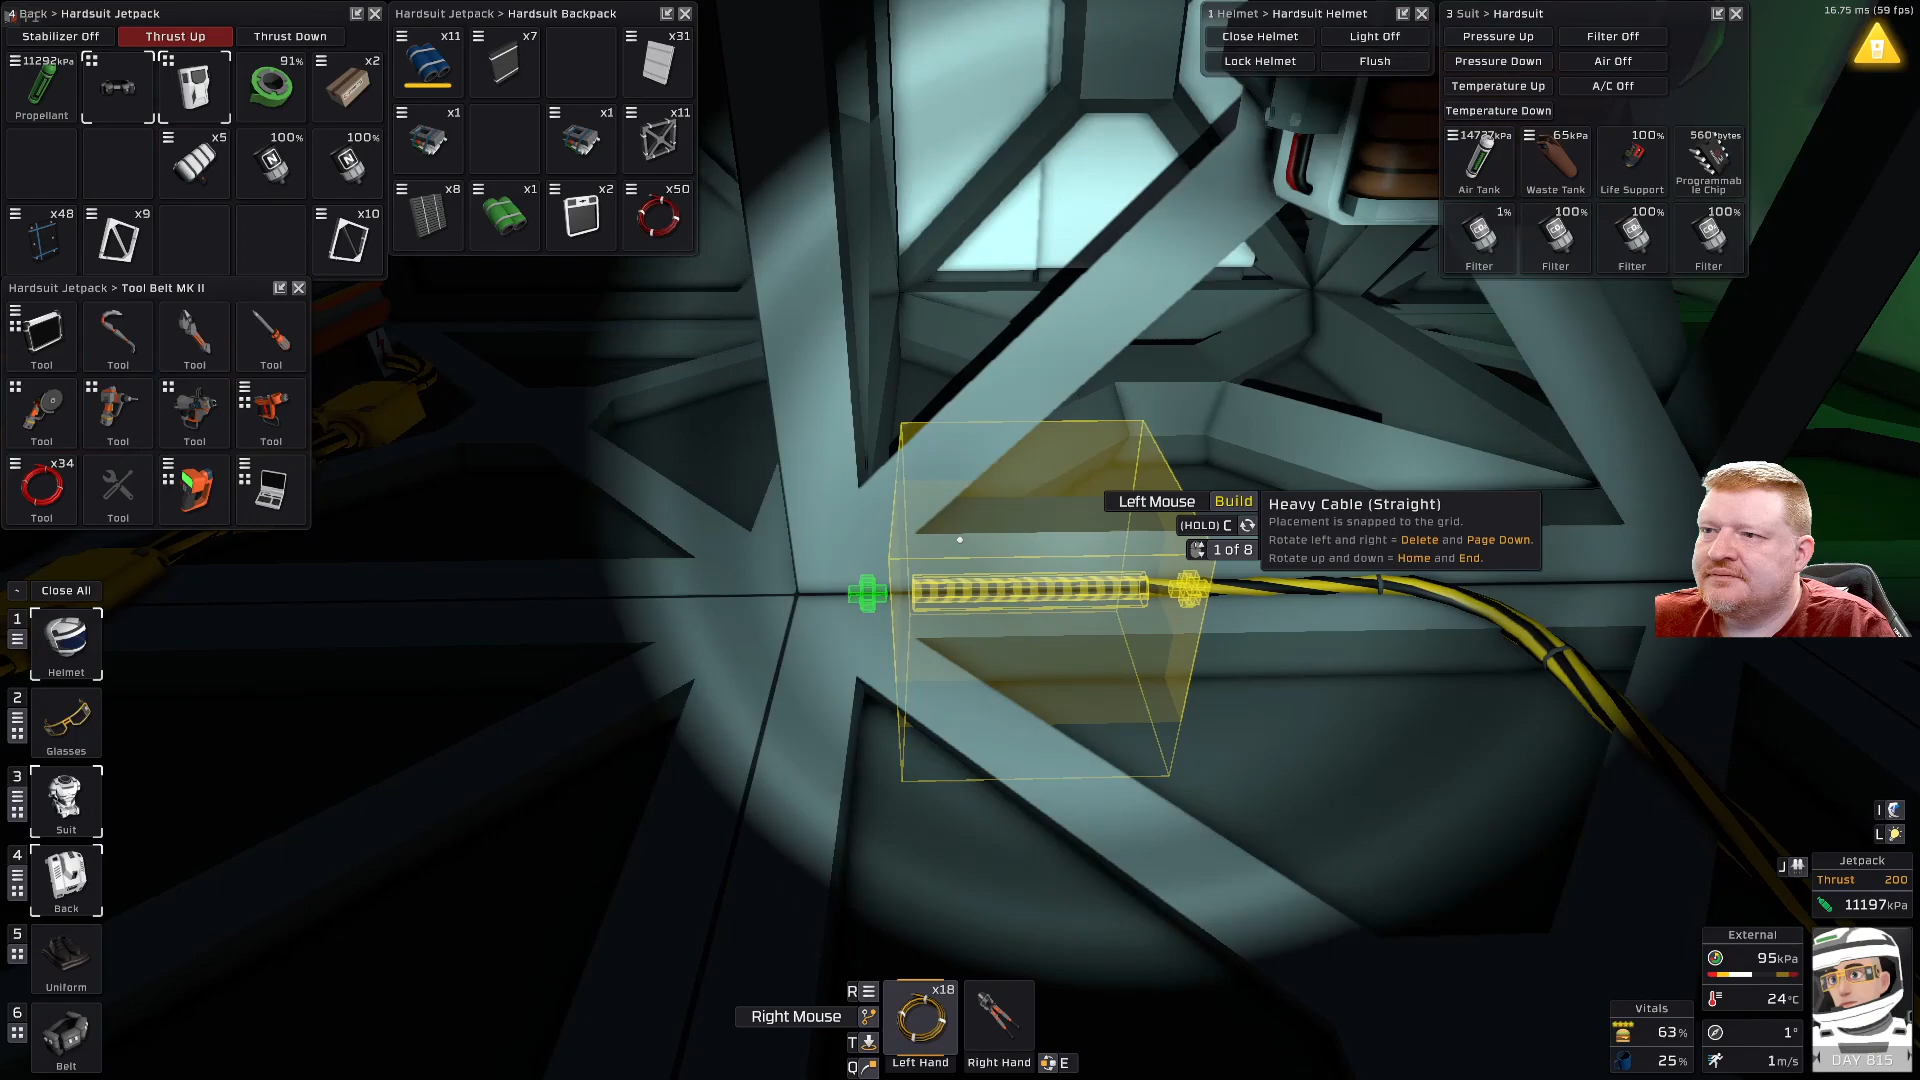 4 Back > Hardsuit Jetpack
Stabilizer Off
Thrust Up
Thrust Down
11292kPa
91%
x2
Propellant
x5
100%
100%
x48
x9
x10
Hardsuit Jetpack > Hardsuit Backpack
x11
x7
x31
x1
x1
x11
x8
x1
x2
x50
1 Helmet > Hardsuit Helmet
Close Helmet
Light Off
Lock Helmet
Flush
3 Suit > Hardsuit
Pressure Up
Filter Off
Pressure Down
Air Off
Temperature Up
A/C Off
Temperature Down
65kPa
100%
Air Tank
Waste Tank
Life Support
Programmab
le Chip
1%
100%
100%
100%
Filter
Filter
Filter
Filter
16.75 ms (59 fps)
Hardsuit Jetpack > Tool Belt MK II
Tool
Tool
Tool
Tool
Tool
Tool
Tool
Tool
x34
Tool
Tool
~ Close All
1
Helmet
2
Glasses
3
Suit
4
Back
5
Uniform
6
Belt
Left Mouse Build
(HOLD) C
1 of 8
Heavy Cable (Straight)
Placement is snapped to the grid.
Rotate left and right = Delete and Page Down.
Rotate up and down = Home and End.
R
Right Mouse
T
Q
x18
Left Hand
Right Hand
E
I
L
J
Jetpack
Thrust 200
11197kPa
External
95kPa
24°C
1°
1m/s
Vitals
63%
25%
DAY 815